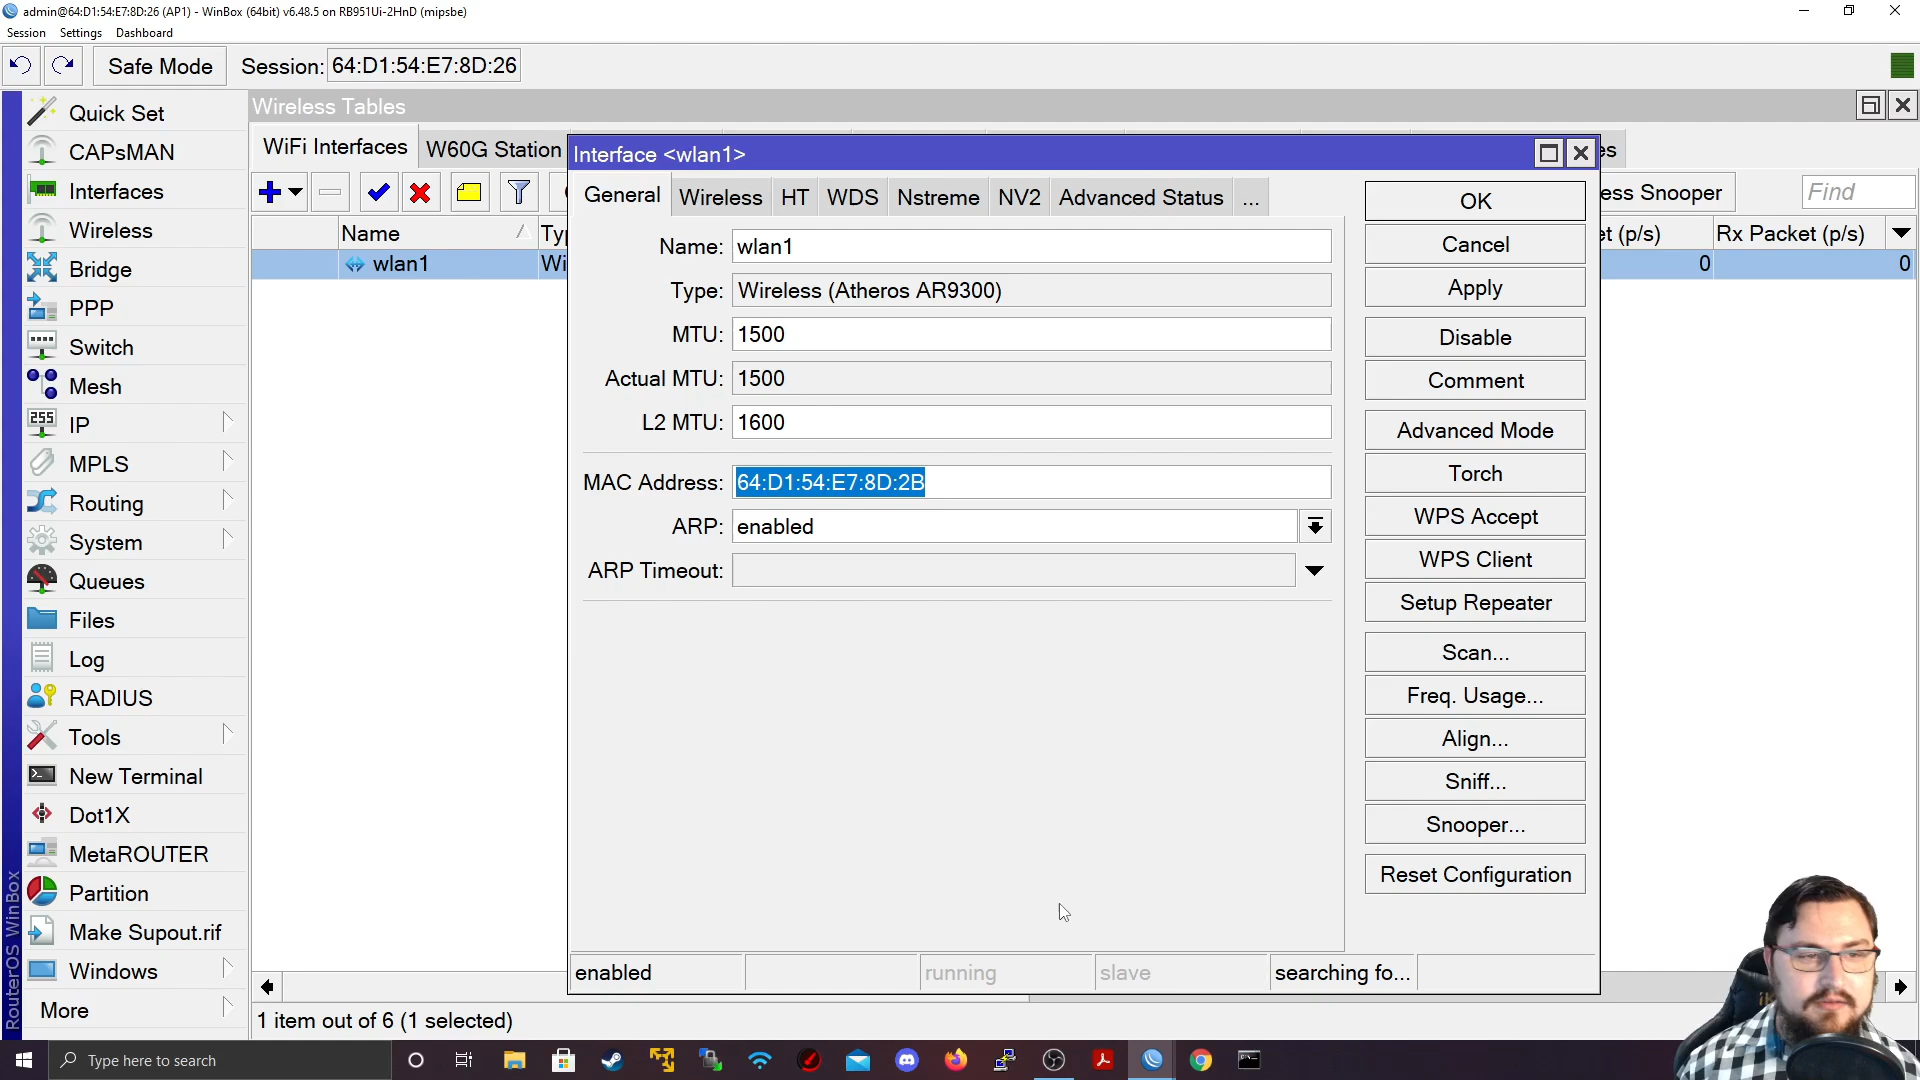 admin@64:D1:54:E7:8D:26 (AP1) - WinBox (64bit) v6.48.5 on RB951Ui-2HnD (mipsbe)
Session Settings Dashboard
Safe Mode Session: 64:D1:54:E7:8D:26
Quick Set
CAPsMAN
Interfaces
Wireless
Bridge
PPP
Switch
Mesh
IP
MPLS
Routing
System
Queues
Files
Log
RADIUS
Tools
New Terminal
Dot1X
MetaROUTER
Partition
Make Supout.rif
Windows
More
RouterOS WinBox
Wireless Tables
WiFi Interfaces W60G Station
Find
Name
Rx Packet (p/s)
wlan1
0 0
Interface <wlan1>
General Wireless HT WDS Nstreme NV2 Advanced Status ...
Name: wlan1
Type: Wireless (Atheros AR9300)
MTU: 1500
Actual MTU: 1500
L2 MTU: 1600
MAC Address: 64:D1:54:E7:8D:2B
ARP: enabled
ARP Timeout:
OK
Cancel
Apply
Disable
Comment
Advanced Mode
Torch
WPS Accept
WPS Client
Setup Repeater
Scan...
Freq. Usage...
Align...
Sniff...
Snooper...
Reset Configuration
enabled running slave searching fo...
1 item out of 6 (1 selected)
Type here to search